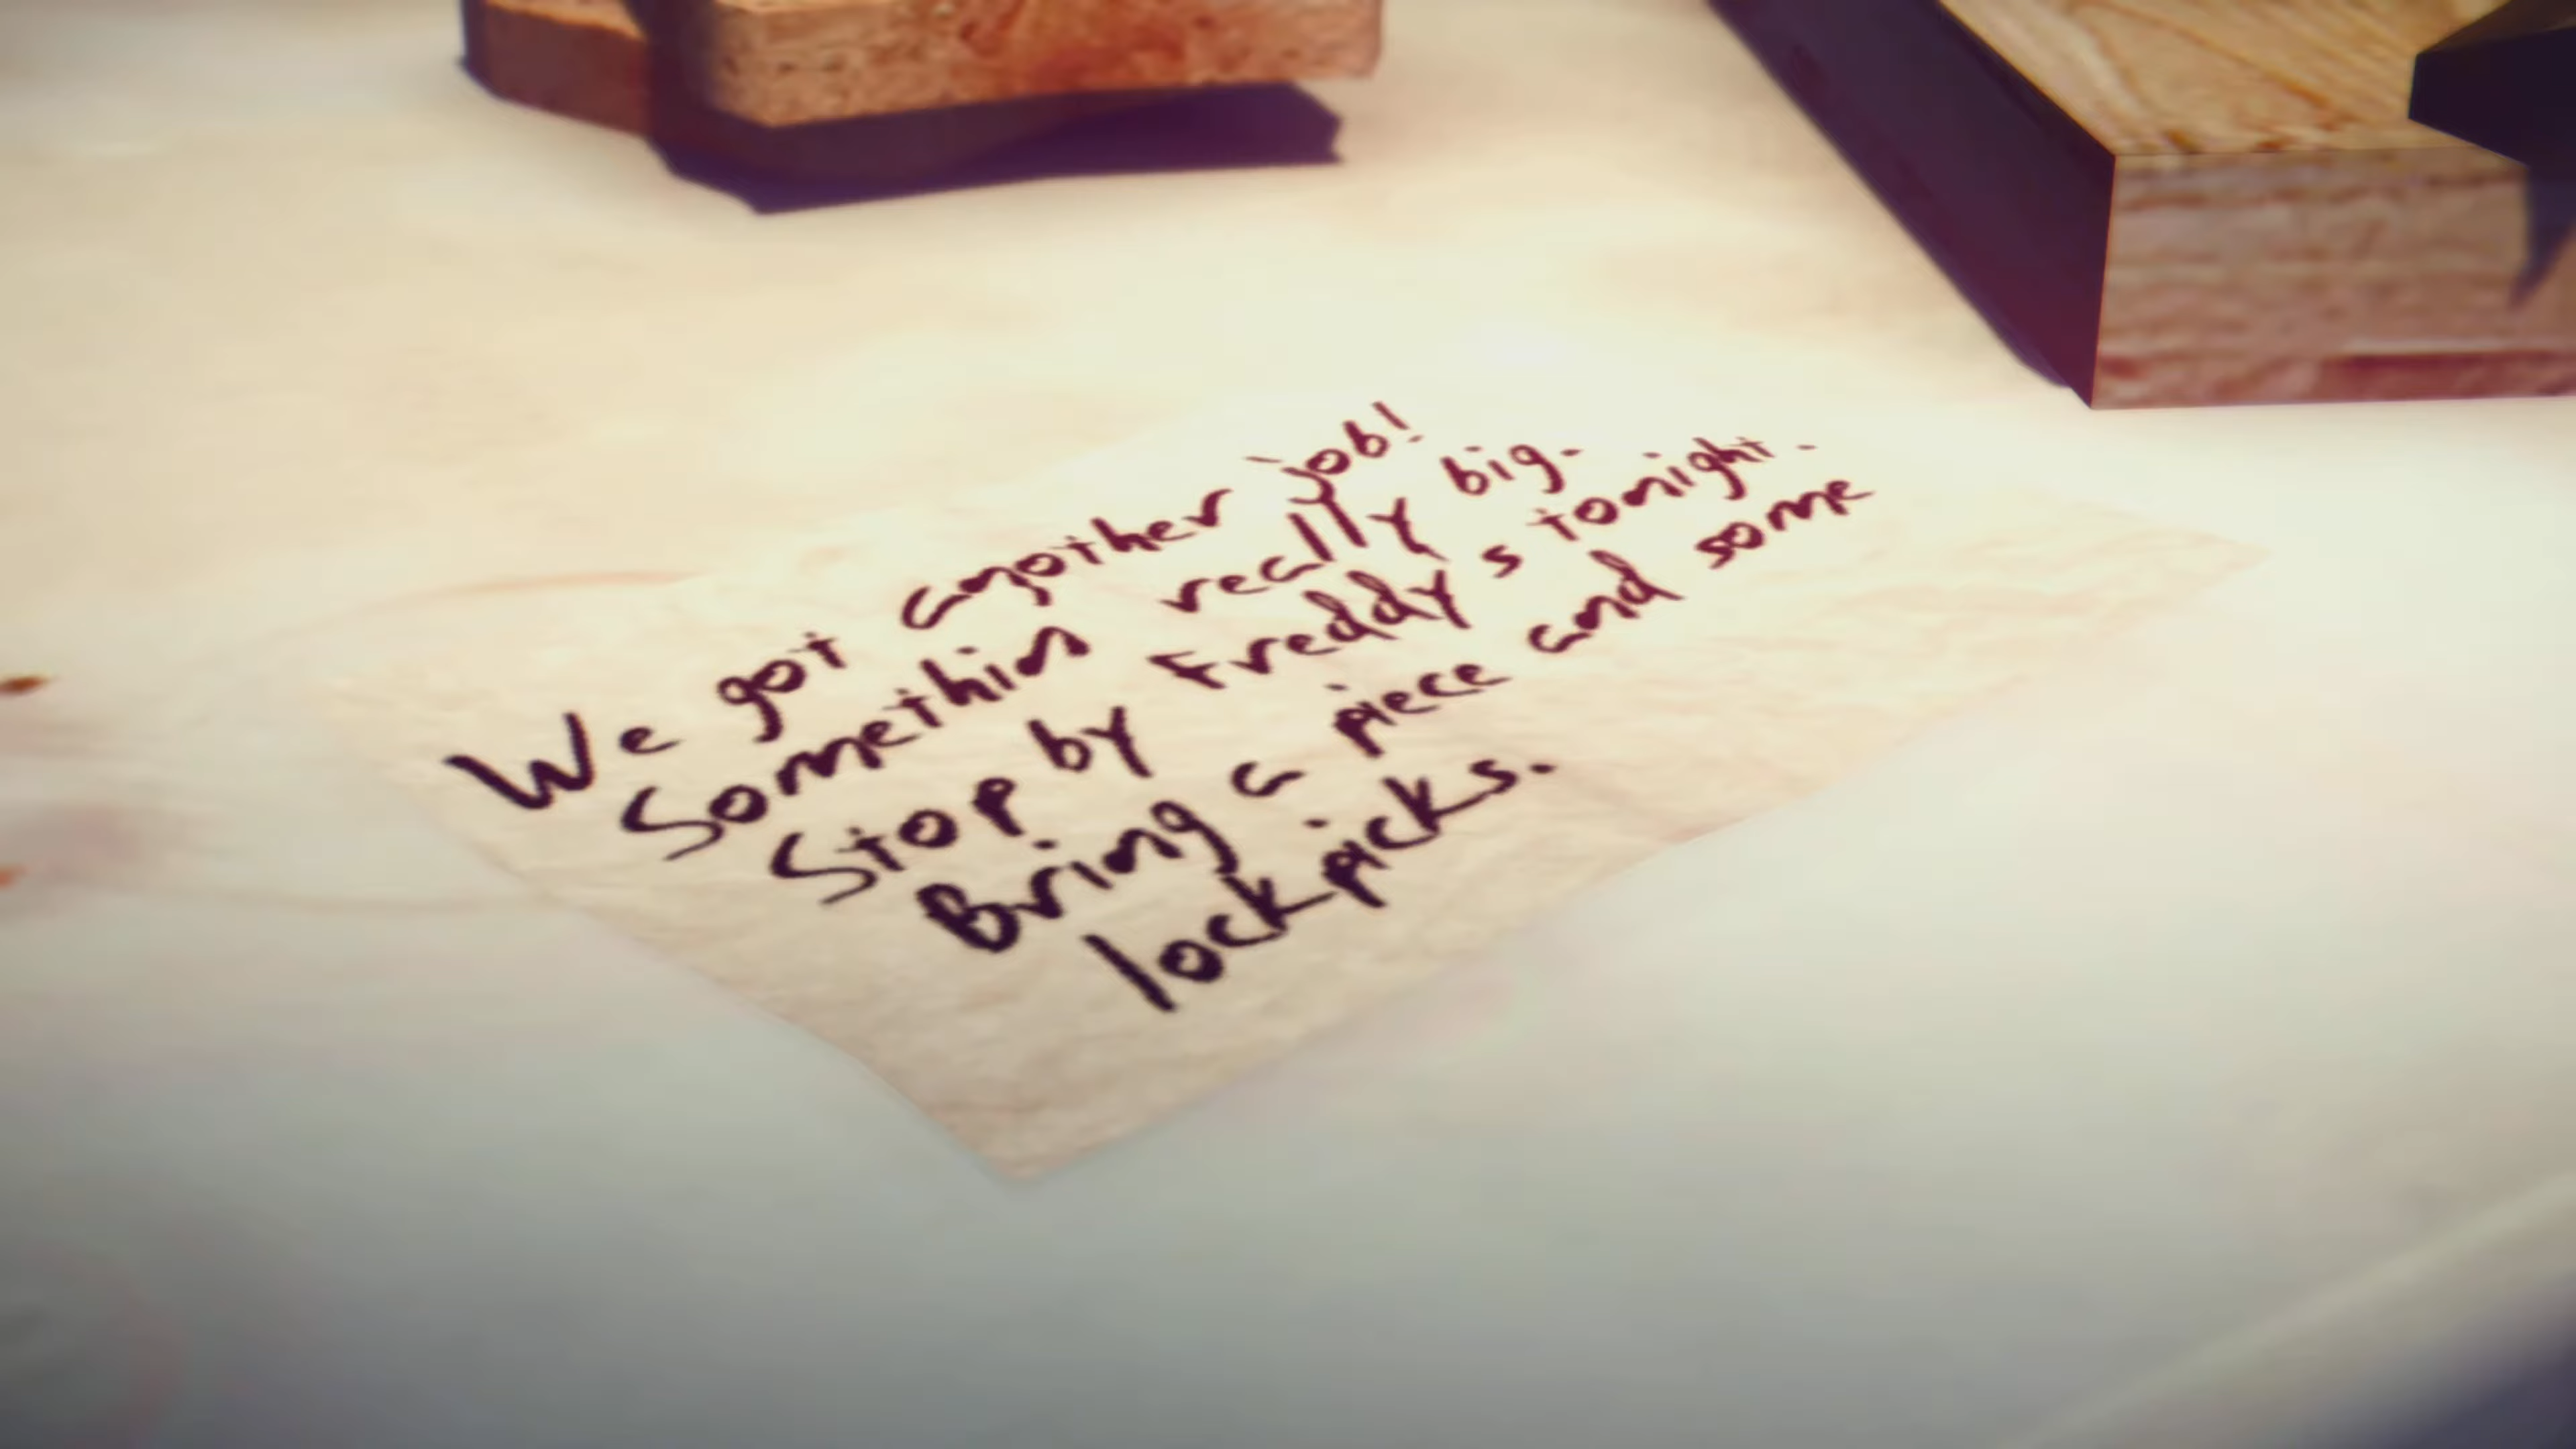 We got another job!
Somethin really big.
Stop by Freddy s tonight.
Bring a piece and some
lockpicks.